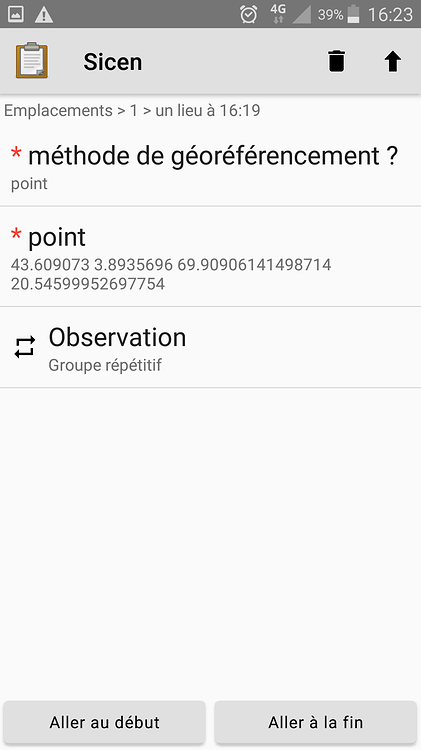 4G 39% 16:23
Sicen
Emplacements > 1 > un lieu à 16:19
* méthode de géoréférencement ?
point
* point
43.609073 3.8935696 69.90906141498714
20.54599952697754
Observation
Groupe répétitif
Aller au début Aller à la fin